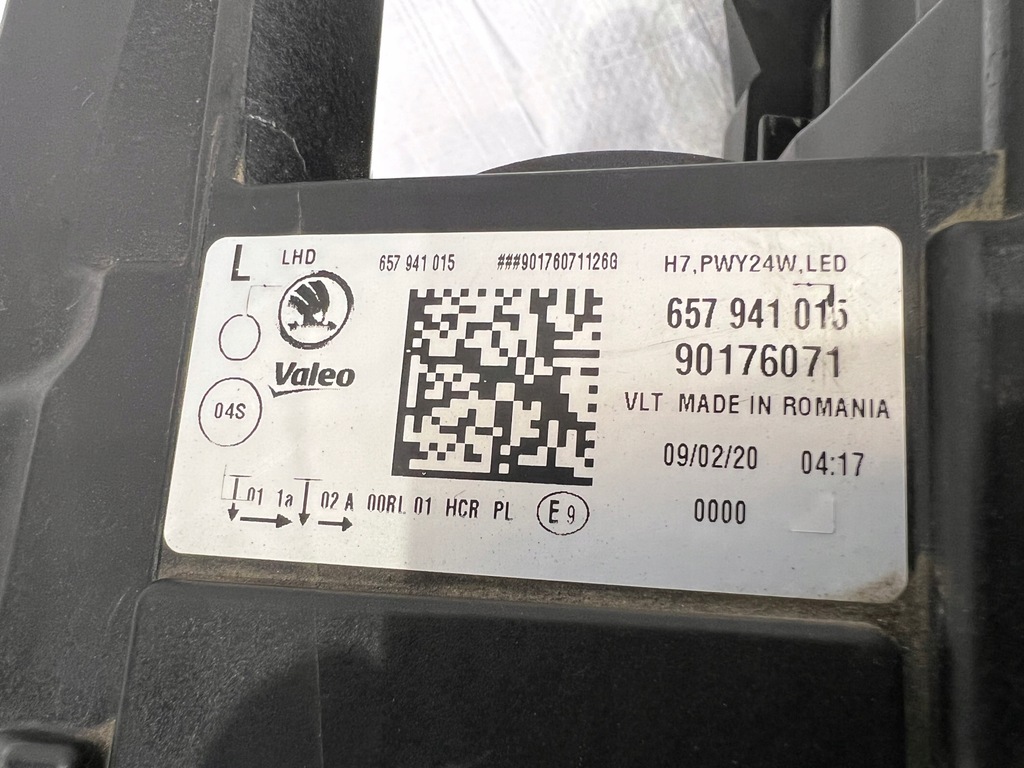 L LHD 657 941 015 ###90176071126G H7,PWY24W,LED
657 941 015
90176071
Valeo
VLT MADE IN ROMANIA
04S
09/02/20 04:17
01 1a 02 A 00RL 01 HCR PL E9
0000